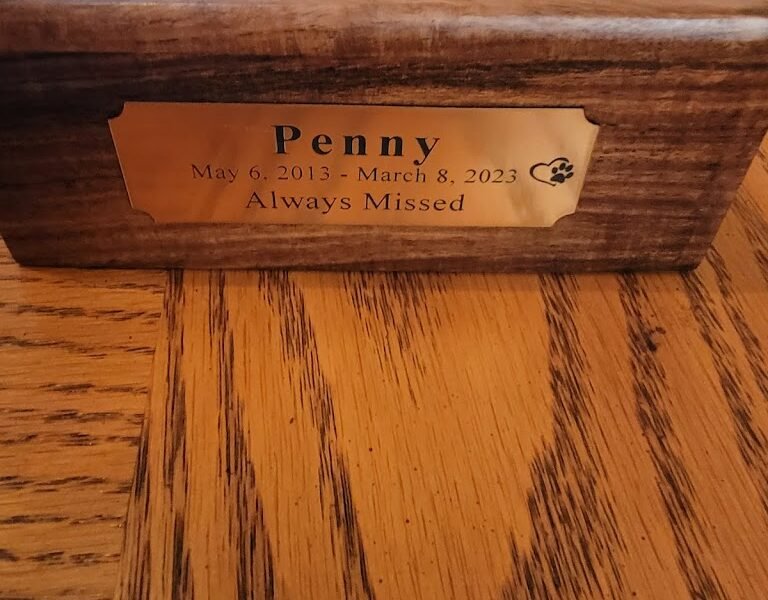 Penny
May 6, 2013 - March 8, 2023
Always Missed